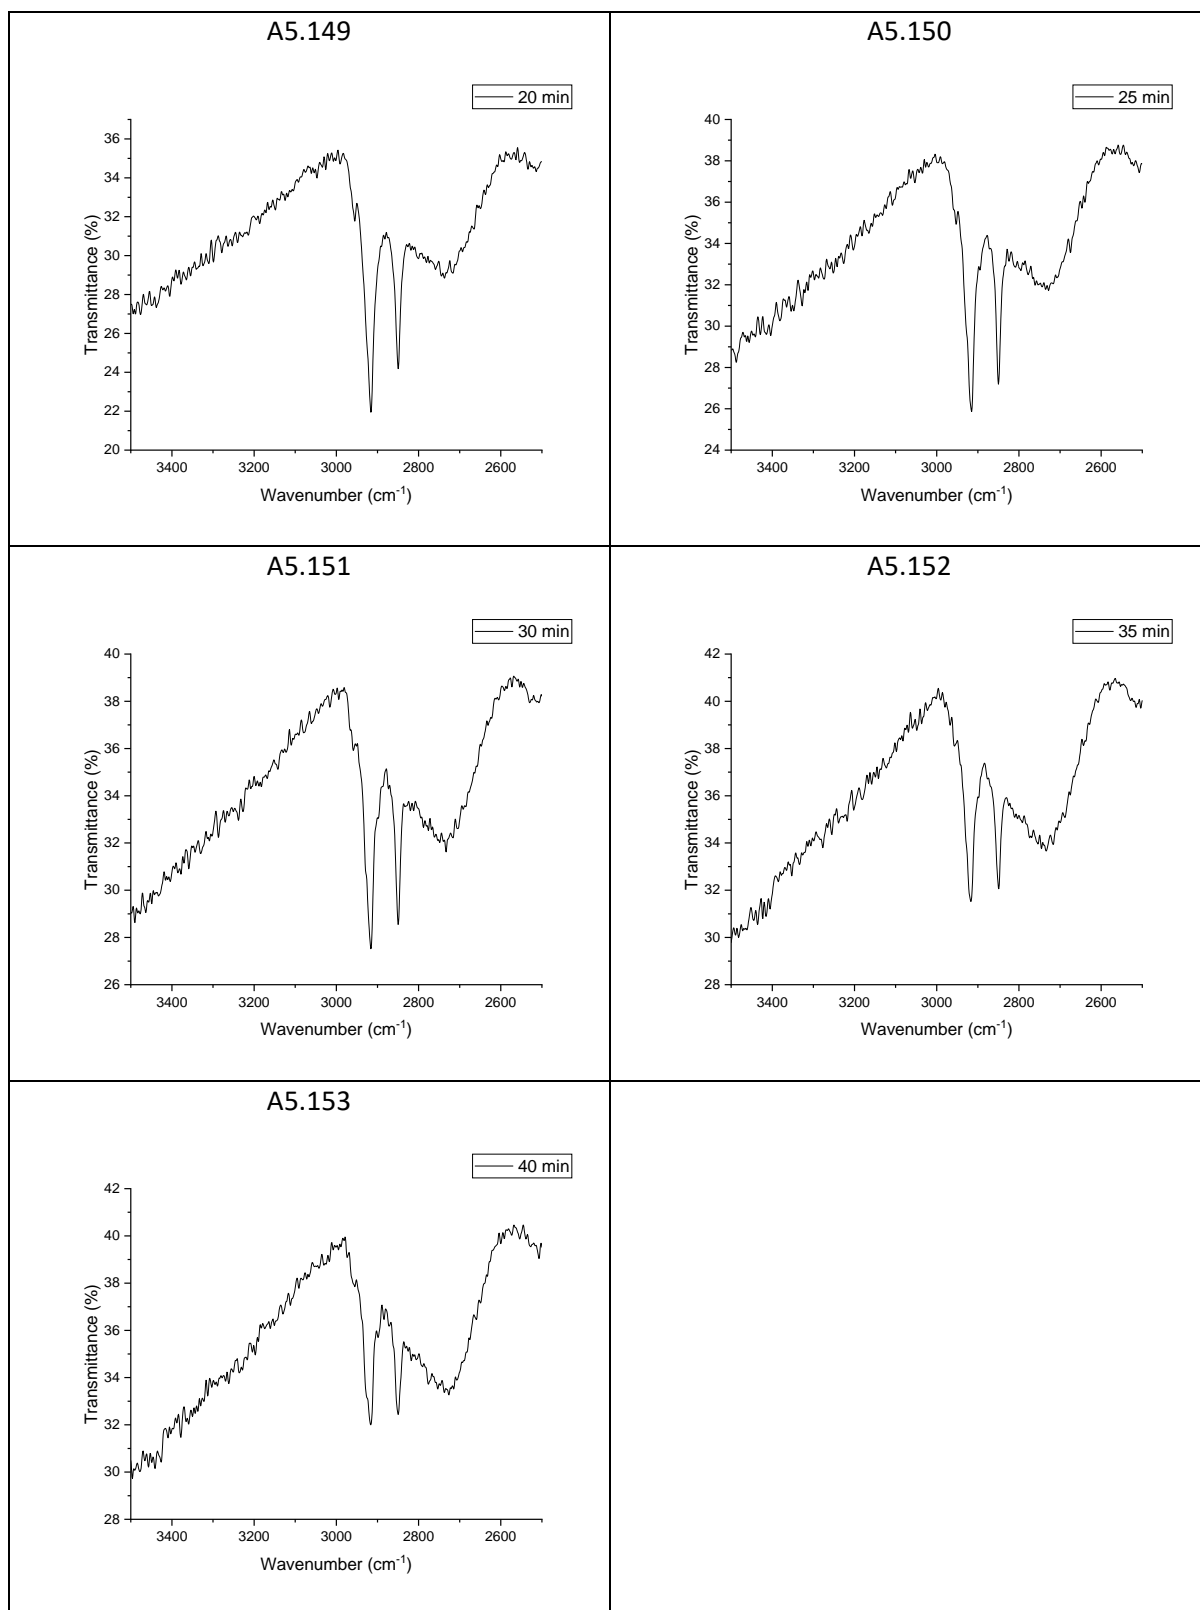 A5.149
20 min
36
34
32
30
28
26
24
22
20
Transmittance (%)
3400 3200 3000 2800 2600
Wavenumber (cm⁻¹)
A5.150
25 min
40
38
36
34
32
30
28
26
24
Transmittance (%)
3400 3200 3000 2800 2600
Wavenumber (cm⁻¹)
A5.151
30 min
40
38
36
34
32
30
28
26
Transmittance (%)
3400 3200 3000 2800 2600
Wavenumber (cm⁻¹)
A5.152
35 min
42
40
38
36
34
32
30
28
Transmittance (%)
3400 3200 3000 2800 2600
Wavenumber (cm⁻¹)
A5.153
40 min
42
40
38
36
34
32
30
28
Transmittance (%)
3400 3200 3000 2800 2600
Wavenumber (cm⁻¹)